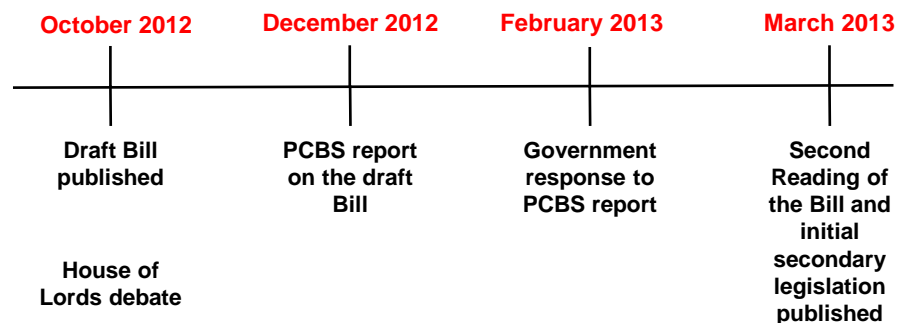 October 2012
December 2012
February 2013
March 2013
Draft Bill
published
House of
Lords debate
PCBS report
on the draft
Bill
Government
response to
PCBS report
Second
Reading of
the Bill and
initial
secondary
legislation
published